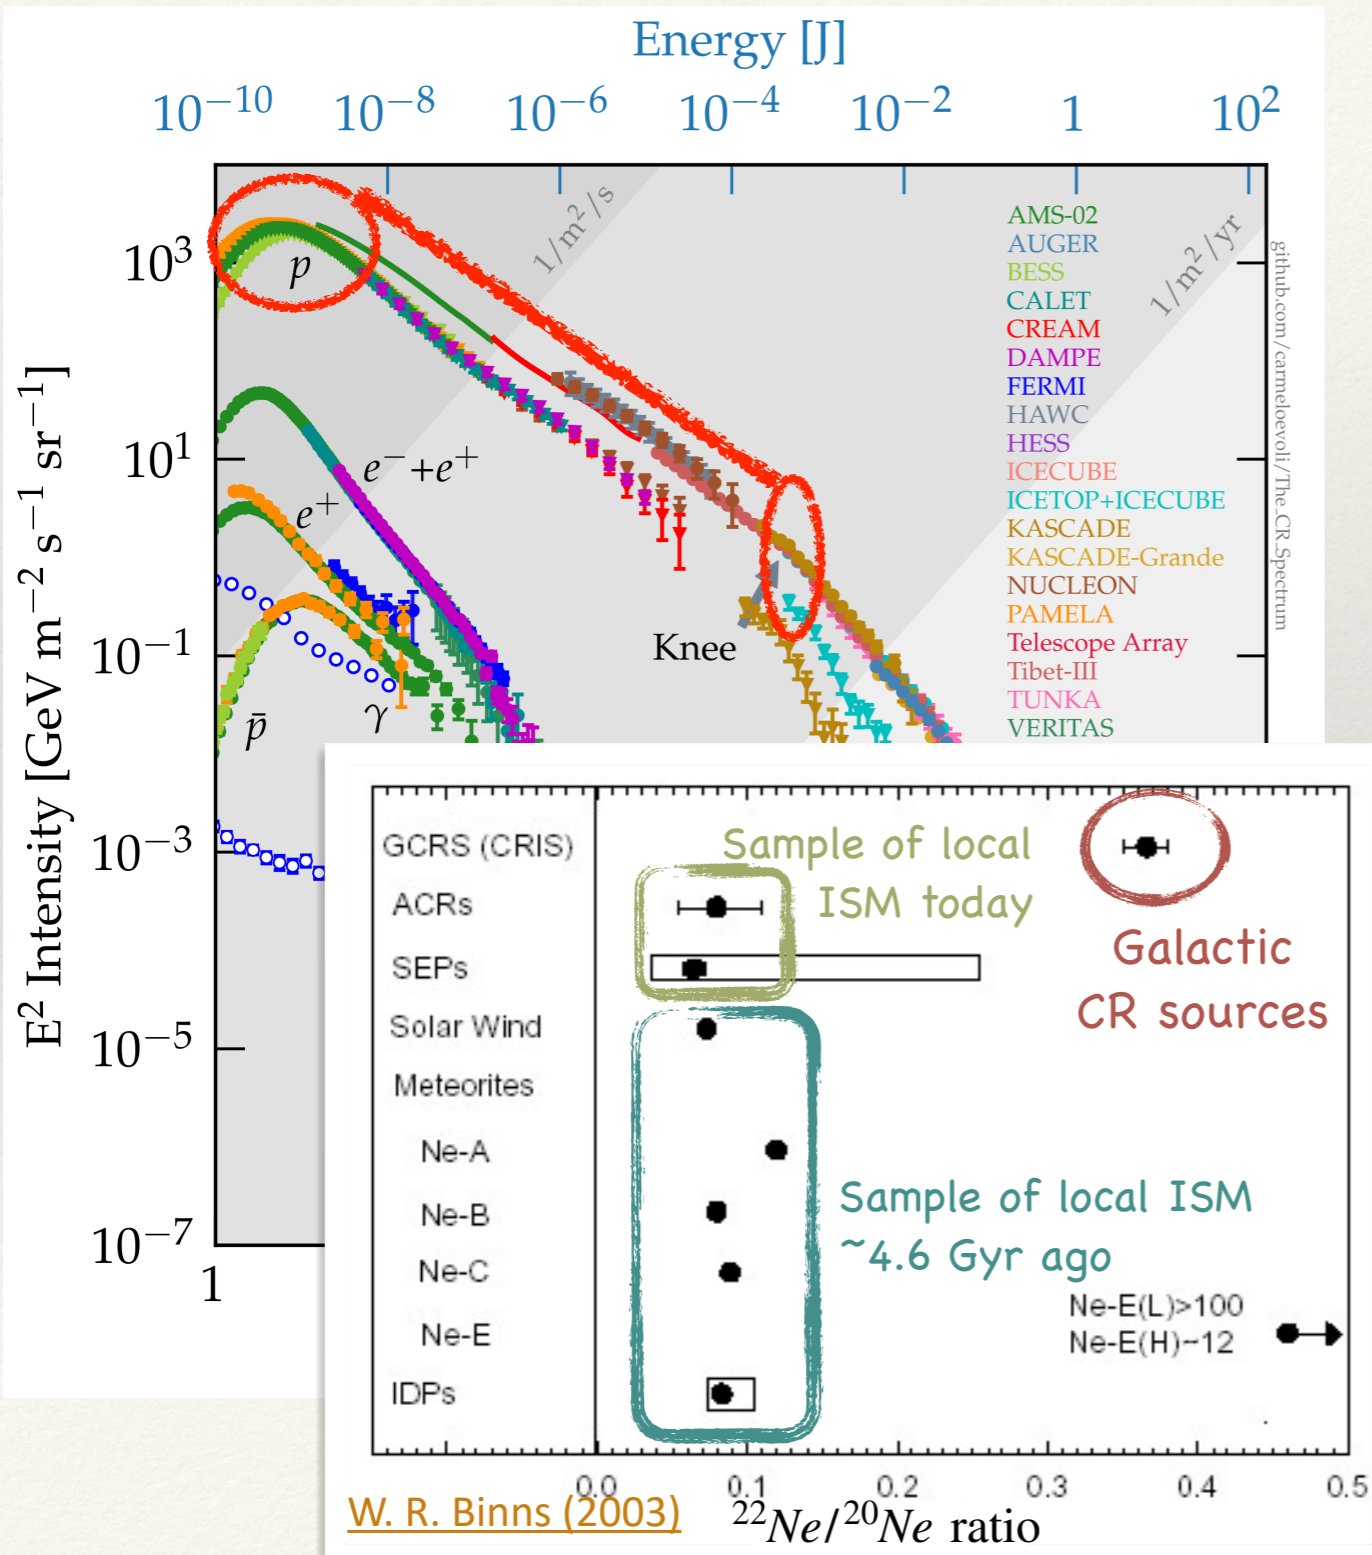 Energy [J]
10⁻¹⁰ 10⁻⁸ 10⁻⁶ 10⁻⁴ 10⁻² 1 10²
E² Intensity [GeV m⁻² s⁻¹ sr⁻¹]
10³
10¹
10⁻¹
10⁻³
10⁻⁵
10⁻⁷
1
1/m²/s
1/m²/yr
p
e⁻+e⁺
e⁺
p̄
γ
Knee
AMS-02
AUGER
BESS
CALET
CREAM
DAMPE
FERMI
HAWC
HESS
ICECUBE
ICETOP+ICECUBE
KASCADE
KASCADE-Grande
NUCLEON
PAMELA
Telescope Array
Tibet-III
TUNKA
VERITAS
github.com/carmeloevoli/The_CR_Spectrum
GCRS (CRIS)
ACRs
SEPs
Solar Wind
Meteorites
Ne-A
Ne-B
Ne-C
Ne-E
IDPs
Sample of local
ISM today
Galactic
CR sources
Sample of local ISM
~4.6 Gyr ago
Ne-E(L)>100
Ne-E(H)~12
0.0 0.1 0.2 0.3 0.4 0.5
W. R. Binns (2003)
²²Ne/²⁰Ne ratio